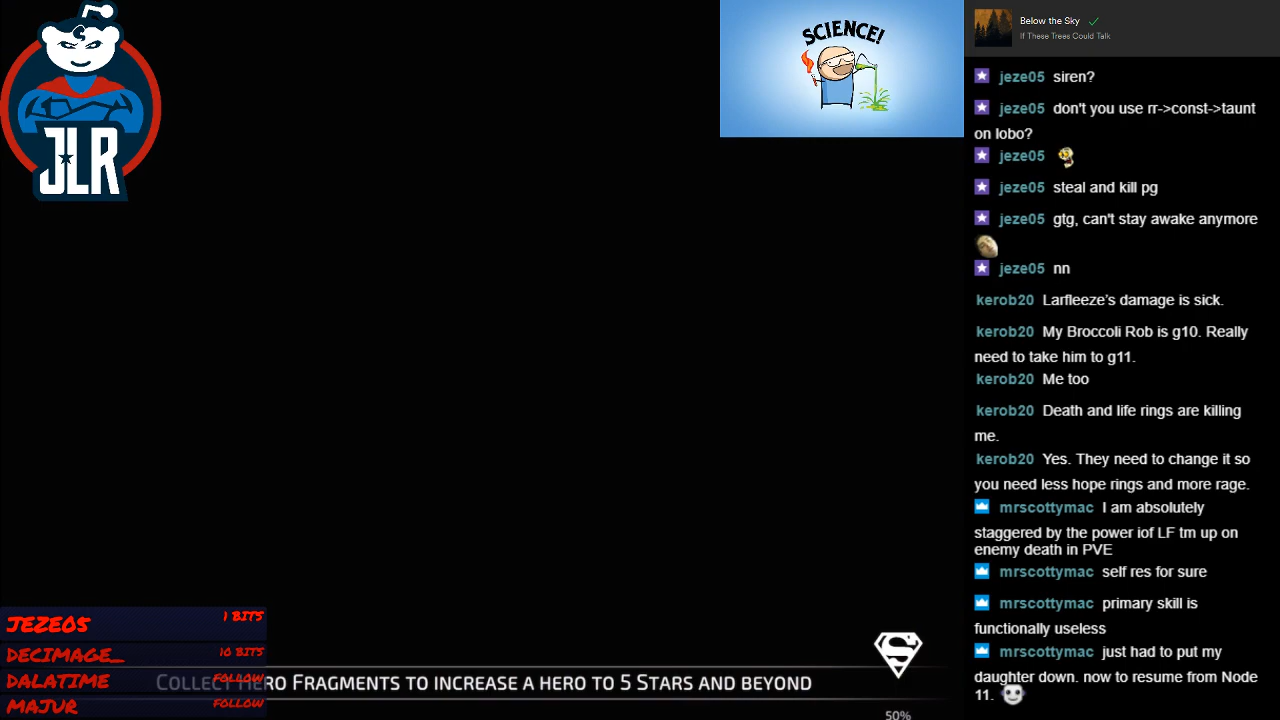 JLR
SCIENCE!
Below the Sky
If These Trees Could Talk
jeze05 siren?
jeze05 don't you use rr->const->taunt
on lobo?
jeze05
jeze05 steal and kill pg
jeze05 gtg, can't stay awake anymore
jeze05 nn
kerob20 Larfleeze's damage is sick.
kerob20 My Broccoli Rob is g10. Really
need to take him to g11.
kerob20 Me too
kerob20 Death and life rings are killing
me.
kerob20 Yes. They need to change it so
you need less hope rings and more rage.
mrscottymac I am absolutely
staggered by the power iof LF tm up on
enemy death in PVE
mrscottymac self res for sure
mrscottymac primary skill is
functionally useless
mrscottymac just had to put my
daughter down. now to resume from Node
11.
JEZE05 1 BITS
DECIMAGE_ 10 BITS
DALATIME FOLLOW
MAJUR FOLLOW
Collect Hero Fragments to increase a hero to 5 Stars and beyond
50%